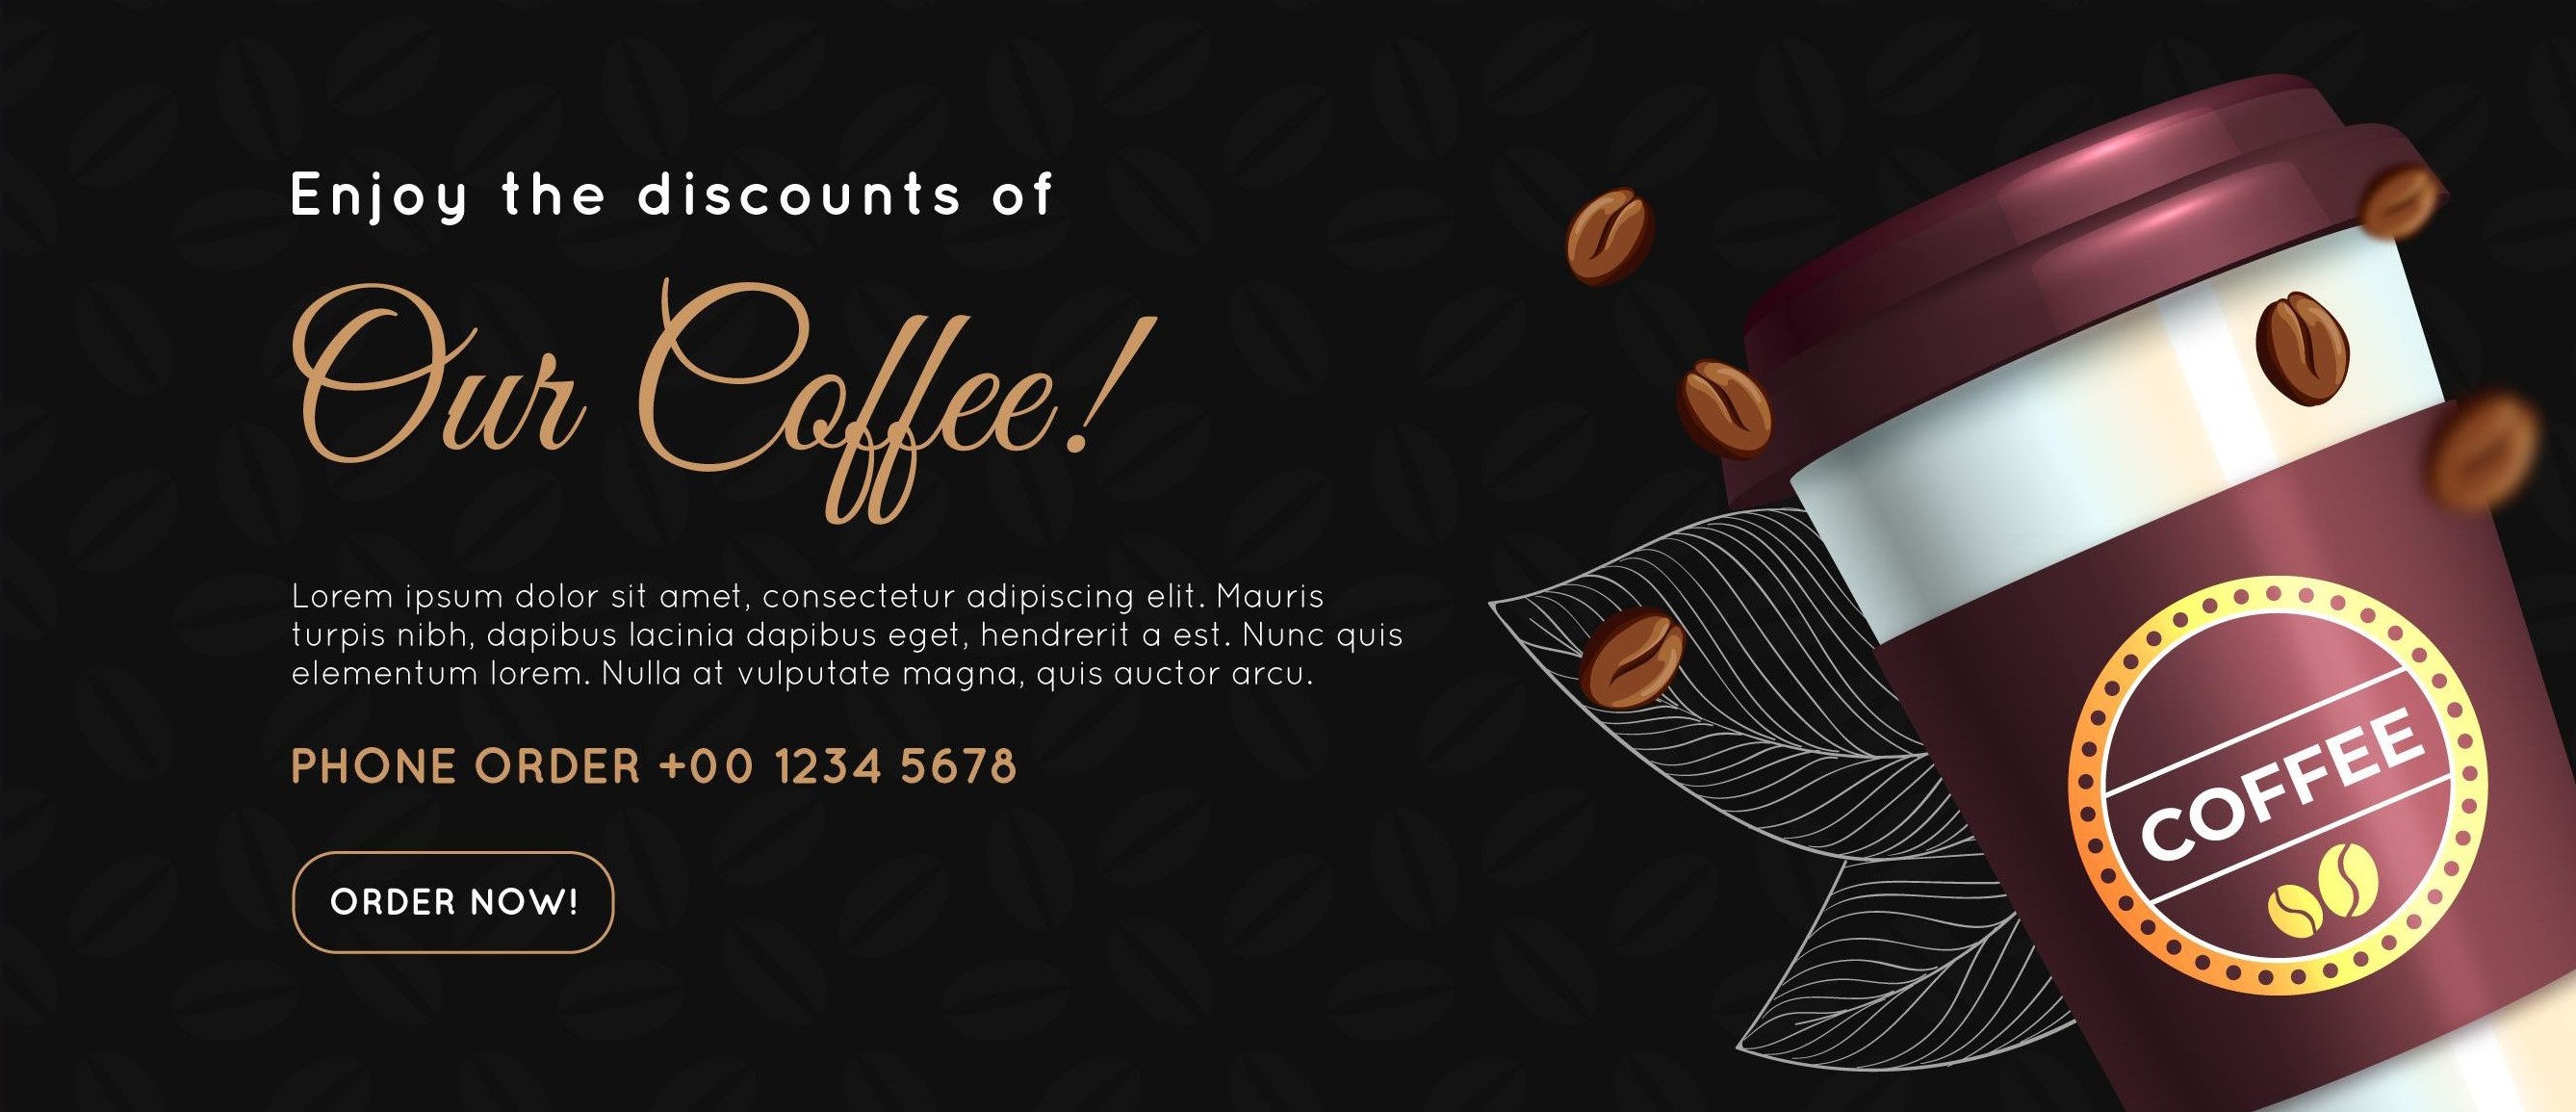 Enjoy the discounts of
Our Coffee!
Lorem ipsum dolor sit amet, consectetur adipiscing elit. Mauris
turpis nibh, dapibus lacinia dapibus eget, hendrerit a est. Nunc quis
elementum lorem. Nulla at vulputate magna, quis auctor arcu.
PHONE ORDER +00 1234 5678
ORDER NOW!
COFFEE